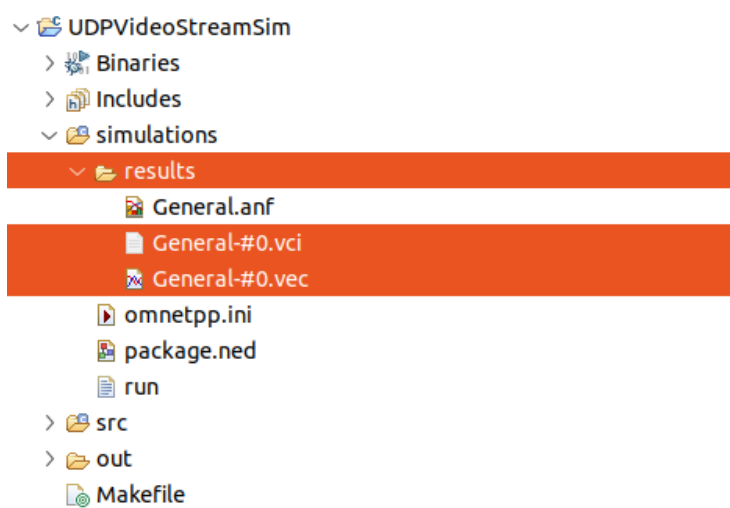 UDPVideoStreamSim
Binaries
Includes
simulations
results
General.anf
General-#0.vci
General-#0.vec
omnetpp.ini
package.ned
run
src
out
Makefile